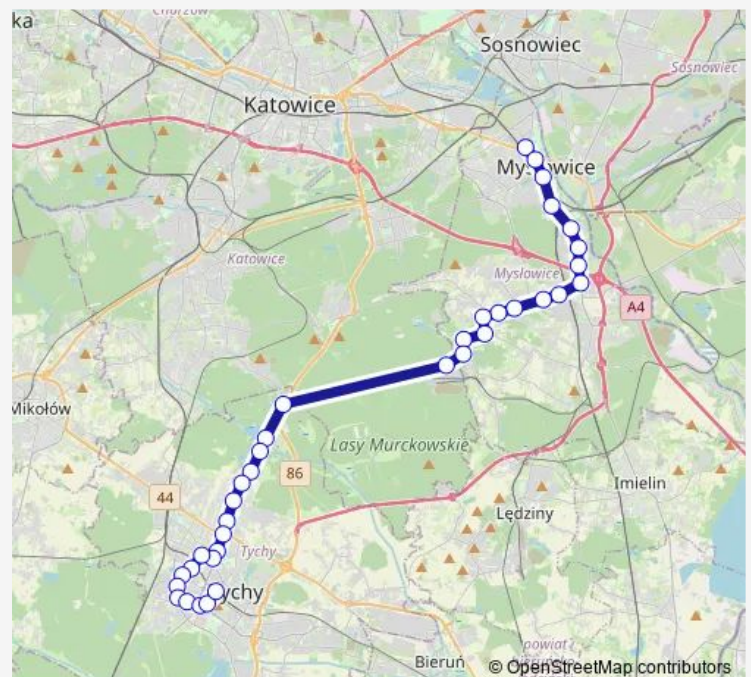 ka
Chorzów
Sosnowiec
Sosnowiec
Katowice
Mysłowice
Katowice
Mysłowice
A4
Mikołów
Lasy Murckowskie
86
44
Imielin
Lędziny
Tychy
Tychy
powiat
Bieruń
© OpenStreetMap contributors